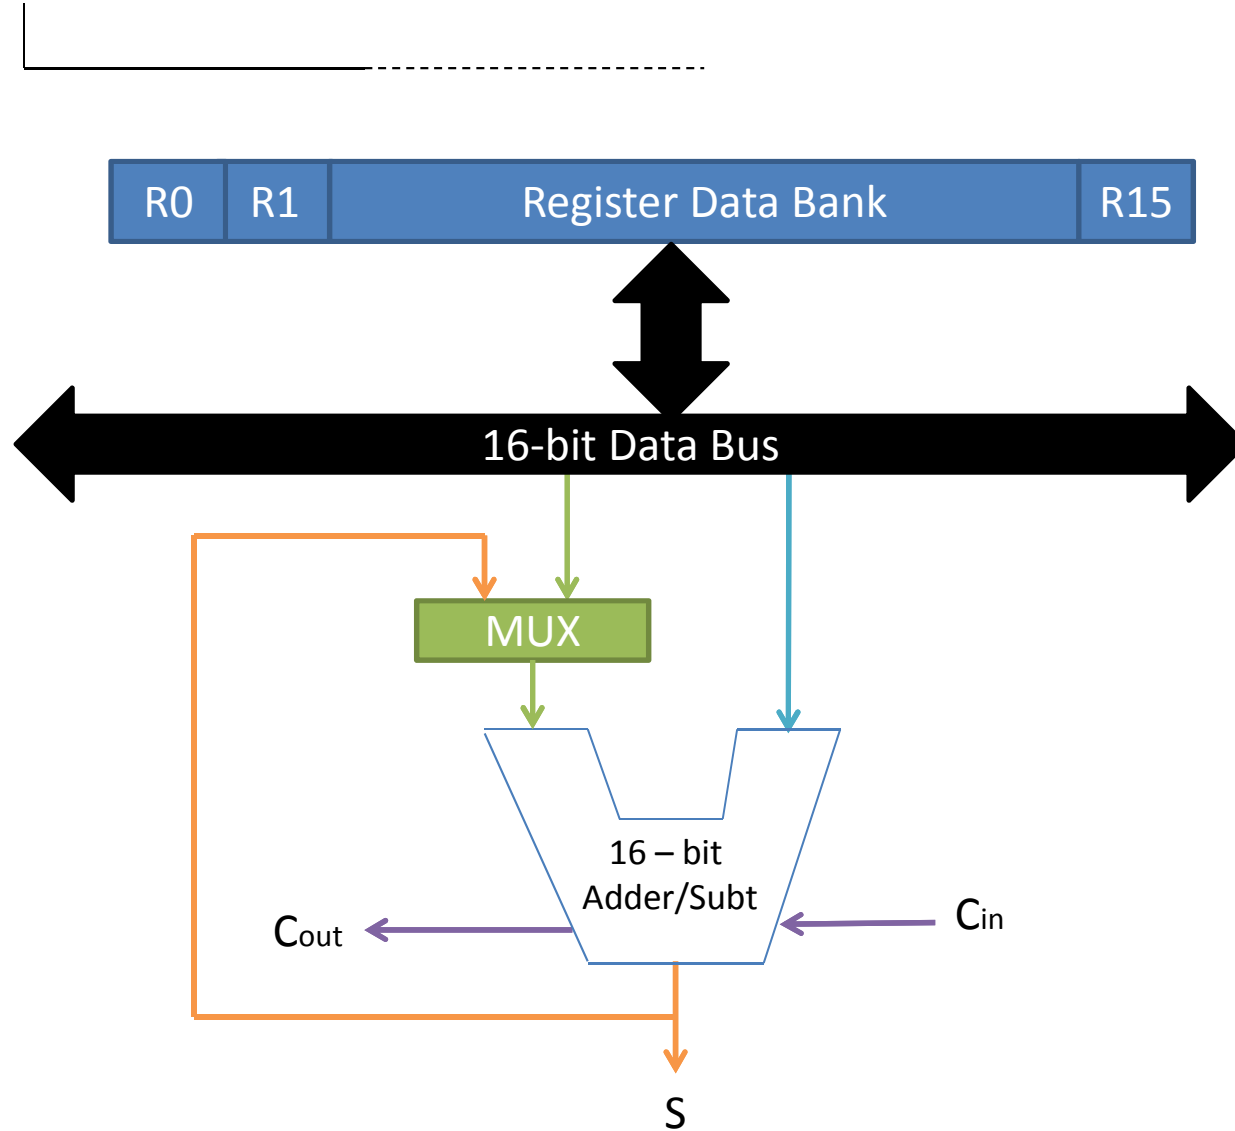 R0 R1 Register Data Bank R15
16-bit Data Bus
MUX
16 – bit
Adder/Subt
Cout
Cin
S